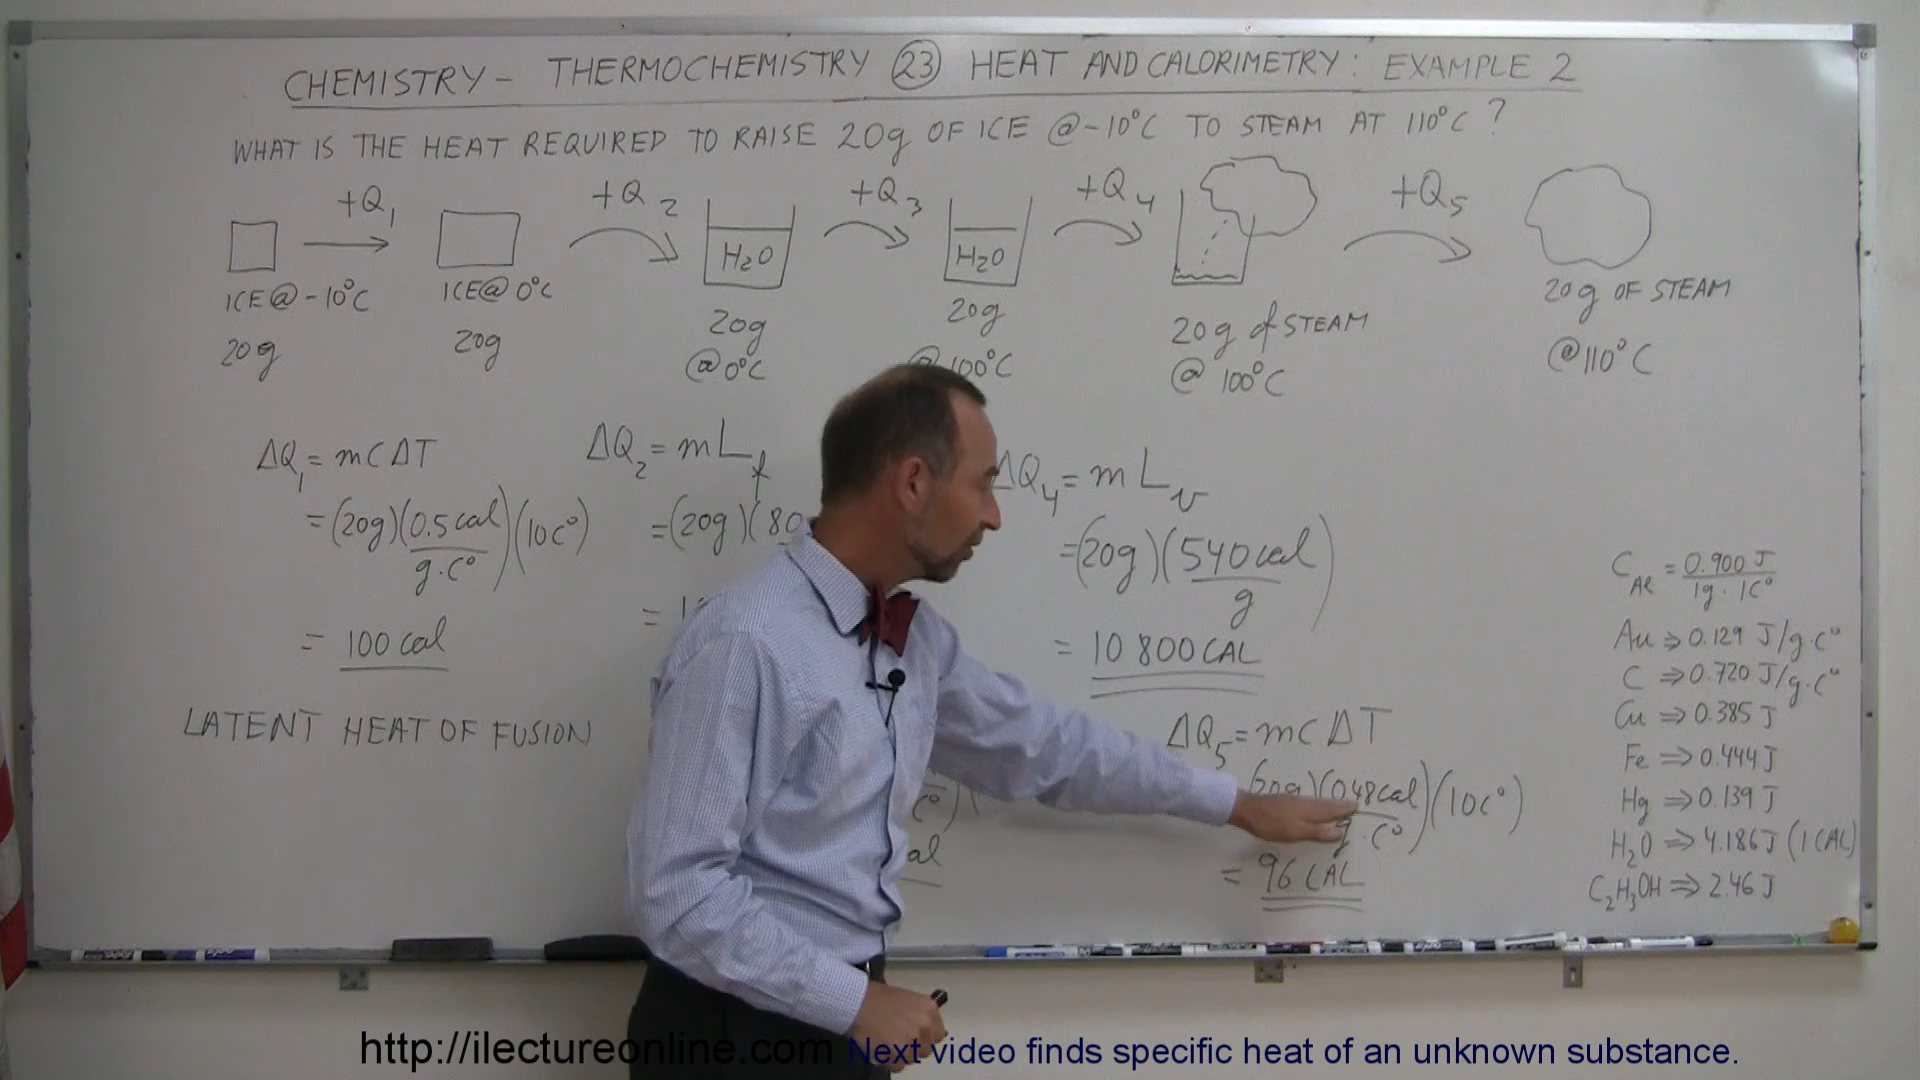 CHEMISTRY - THERMOCHEMISTRY 23 HEAT AND CALORIMETRY: EXAMPLE 2
WHAT IS THE HEAT REQUIRED TO RAISE 20g OF ICE @-10°C TO STEAM AT 110°C ?
+Q1 +Q2 +Q3 +Q4 +Q5
H2O H2O
ICE@-10°C
20g
ICE@0°C
20g
20g
@0°C
20g
@100°C
20g of STEAM
@ 100°C
20g OF STEAM
@110°C
ΔQ1 = mCΔT
= (20g)(0.5 cal/g·C°)(10C°)
= 100 cal
LATENT HEAT OF FUSION
ΔQ2 = mLf
= (20g)(80
ΔQ4 = mLv
= (20g)(540 cal/g)
= 10 800 CAL
ΔQ5 = mCΔT
(20g)(0.48 cal/g·C°)(10C°)
= 96 CAL
CAl = 0.900 J/1g·1C°
Au ⇒ 0.129 J/g·C°
C ⇒ 0.720 J/g·C°
Cu ⇒ 0.385 J
Fe ⇒ 0.444 J
Hg ⇒ 0.139 J
H2O ⇒ 4.186 J (1 CAL)
C2H3OH ⇒ 2.46 J
http://ilectureonline.com Next video finds specific heat of an unknown substance.